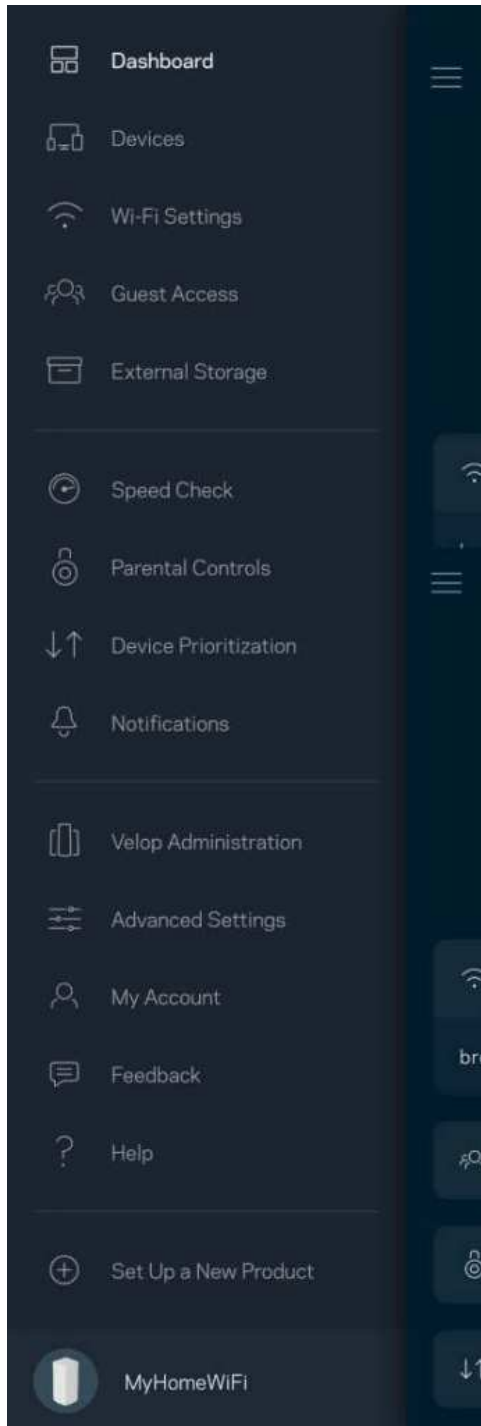 Dashboard
Devices
Wi-Fi Settings
Guest Access
External Storage
Speed Check
Parental Controls
Device Prioritization
Notifications
Velop Administration
Advanced Settings
My Account
Feedback
Help
Set Up a New Product
MyHomeWiFi